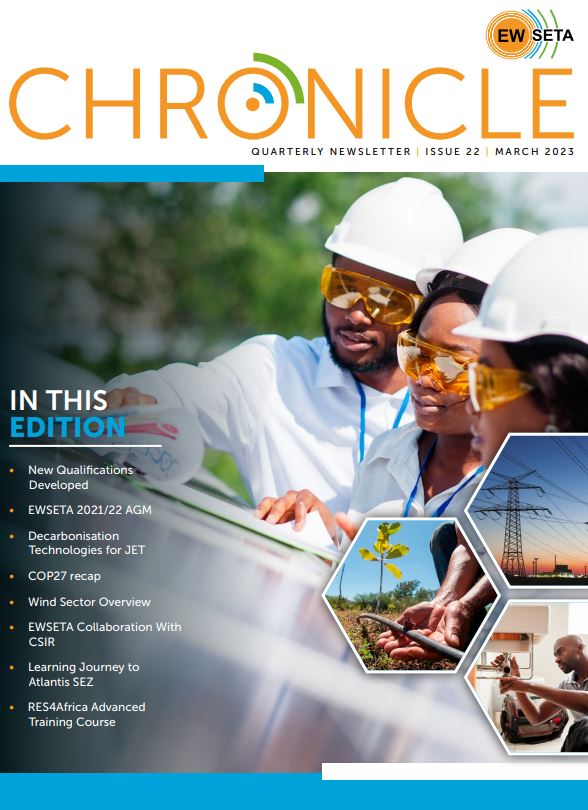 EW SETA
CHRONICLE
QUARTERLY NEWSLETTER | ISSUE 22 | MARCH 2023
IN THIS
EDITION
• New Qualifications
Developed
• EWSETA 2021/22 AGM
• Decarbonisation
Technologies for JET
• COP27 recap
• Wind Sector Overview
• EWSETA Collaboration With
CSIR
• Learning Journey to
Atlantis SEZ
• RES4Africa Advanced
Training Course